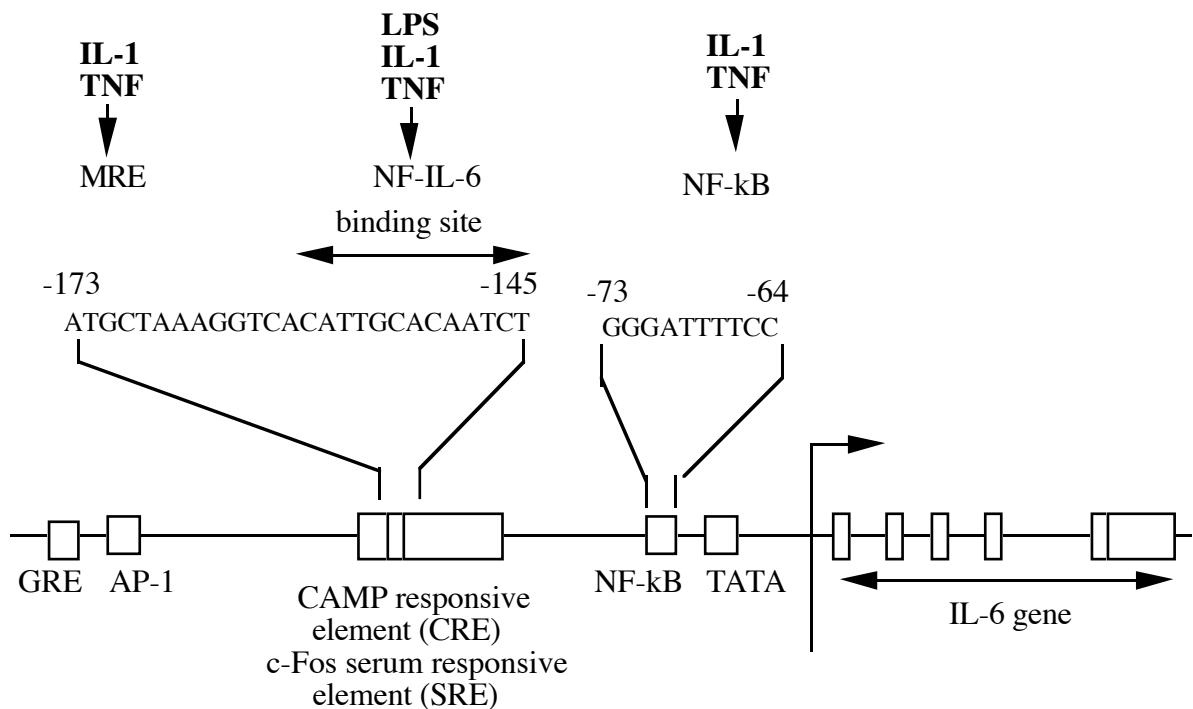 IL-1
TNF
MRE
LPS
IL-1
TNF
NF-IL-6
binding site
IL-1
TNF
NF-kB
-173
-145
ATGCTAAAGGTCACATTGCACAATCT
-73
-64
GGGATTTTCC
GRE
AP-1
CAMP responsive
element (CRE)
c-Fos serum responsive
element (SRE)
NF-kB
TATA
IL-6 gene